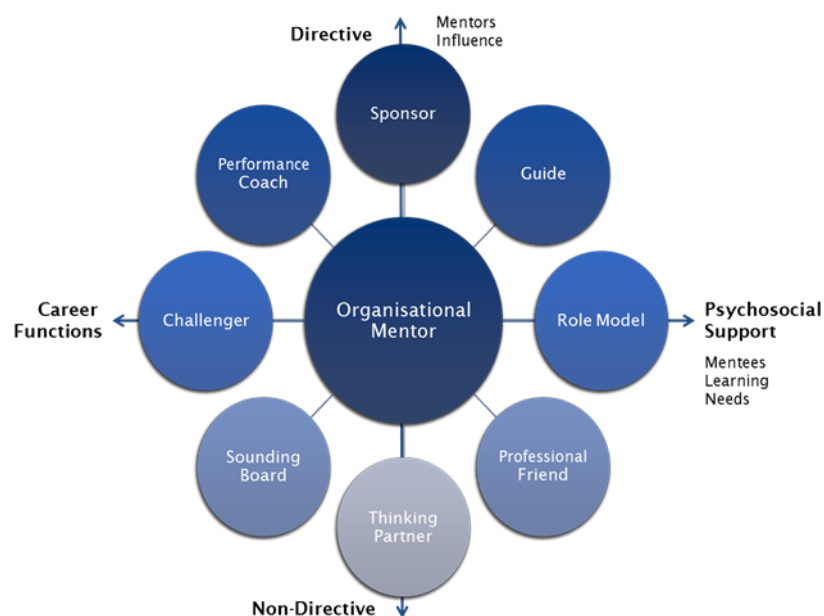 Directive
Mentors
Influence
Sponsor
Performance
Coach
Guide
Career
Functions
Challenger
Organisational
Mentor
Role Model
Psychosocial
Support
Mentees
Learning
Needs
Sounding
Board
Professional
Friend
Thinking
Partner
Non-Directive